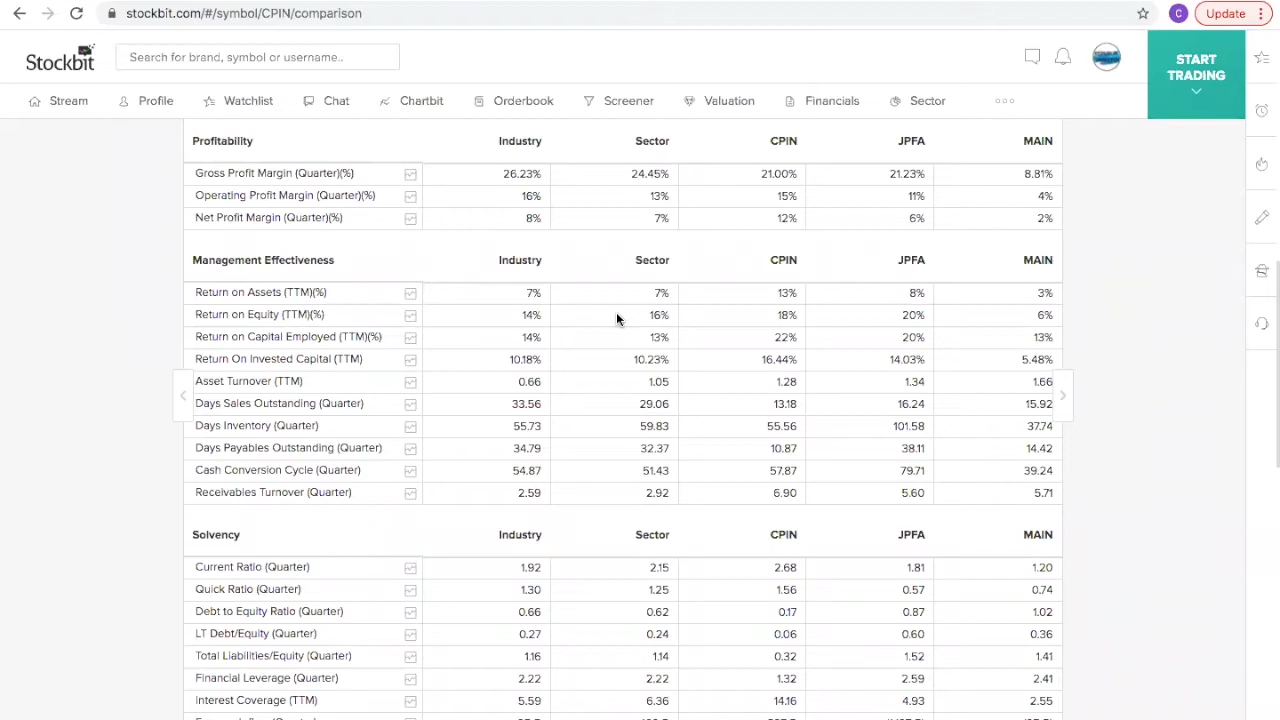 stockbit.com/#/symbol/CPIN/comparison
C
Update
Stockbit
Search for brand, symbol or username..
START
TRADING
Stream Profile Watchlist Chat Chartbit Orderbook Screener Valuation Financials Sector
Profitability Industry Sector CPIN JPFA MAIN
Gross Profit Margin (Quarter)(%) 26.23% 24.45% 21.00% 21.23% 8.81%
Operating Profit Margin (Quarter)(%) 16% 13% 15% 11% 4%
Net Profit Margin (Quarter)(%) 8% 7% 12% 6% 2%
Management Effectiveness Industry Sector CPIN JPFA MAIN
Return on Assets (TTM)(%) 7% 7% 13% 8% 3%
Return on Equity (TTM)(%) 14% 16% 18% 20% 6%
Return on Capital Employed (TTM)(%) 14% 13% 22% 20% 13%
Return On Invested Capital (TTM) 10.18% 10.23% 16.44% 14.03% 5.48%
Asset Turnover (TTM) 0.66 1.05 1.28 1.34 1.66
Days Sales Outstanding (Quarter) 33.56 29.06 13.18 16.24 15.92
Days Inventory (Quarter) 55.73 59.83 55.56 101.58 37.74
Days Payables Outstanding (Quarter) 34.79 32.37 10.87 38.11 14.42
Cash Conversion Cycle (Quarter) 54.87 51.43 57.87 79.71 39.24
Receivables Turnover (Quarter) 2.59 2.92 6.90 5.60 5.71
Solvency Industry Sector CPIN JPFA MAIN
Current Ratio (Quarter) 1.92 2.15 2.68 1.81 1.20
Quick Ratio (Quarter) 1.30 1.25 1.56 0.57 0.74
Debt to Equity Ratio (Quarter) 0.66 0.62 0.17 0.87 1.02
LT Debt/Equity (Quarter) 0.27 0.24 0.06 0.60 0.36
Total Liabilities/Equity (Quarter) 1.16 1.14 0.32 1.52 1.41
Financial Leverage (Quarter) 2.22 2.22 1.32 2.59 2.41
Interest Coverage (TTM) 5.59 6.36 14.16 4.93 2.55